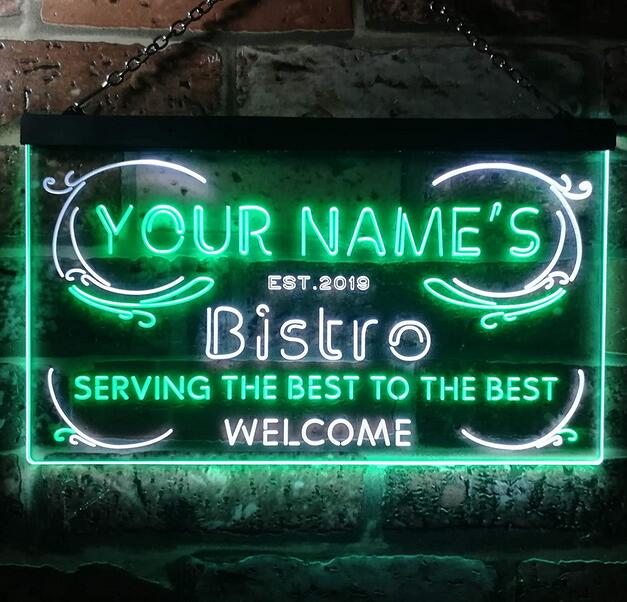 YOUR NAME'S
EST.2019
Bistro
SERVING THE BEST TO THE BEST
WELCOME